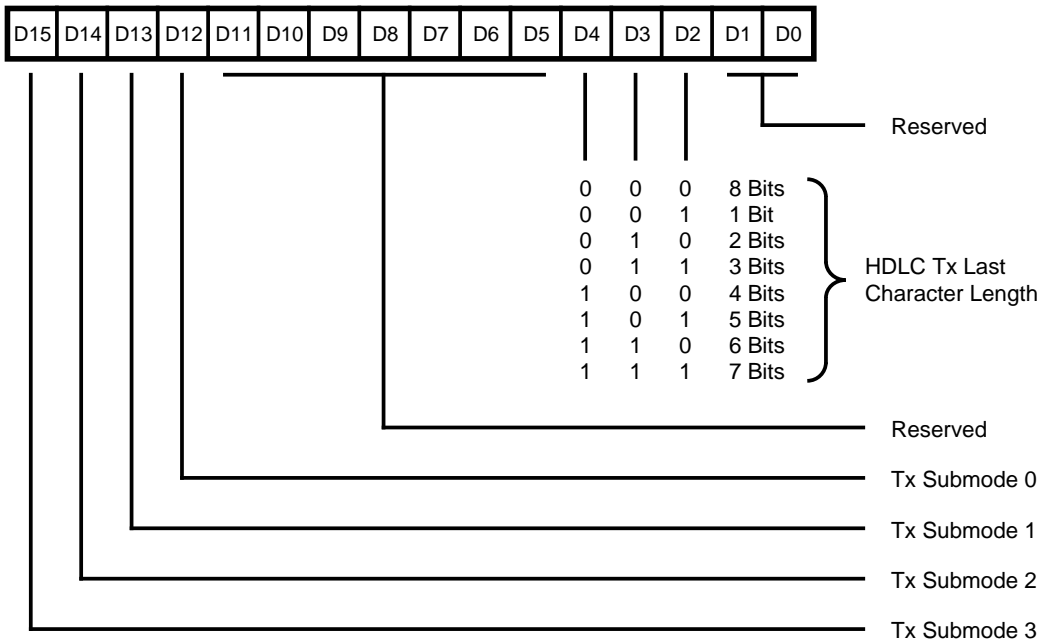 D15 D14 D13 D12 D11 D10 D9 D8 D7 D6 D5 D4 D3 D2 D1 D0
Reserved
0 0 0 8 Bits
0 0 1 1 Bit
0 1 0 2 Bits
0 1 1 3 Bits
1 0 0 4 Bits
1 0 1 5 Bits
1 1 0 6 Bits
1 1 1 7 Bits
HDLC Tx Last
Character Length
Reserved
Tx Submode 0
Tx Submode 1
Tx Submode 2
Tx Submode 3